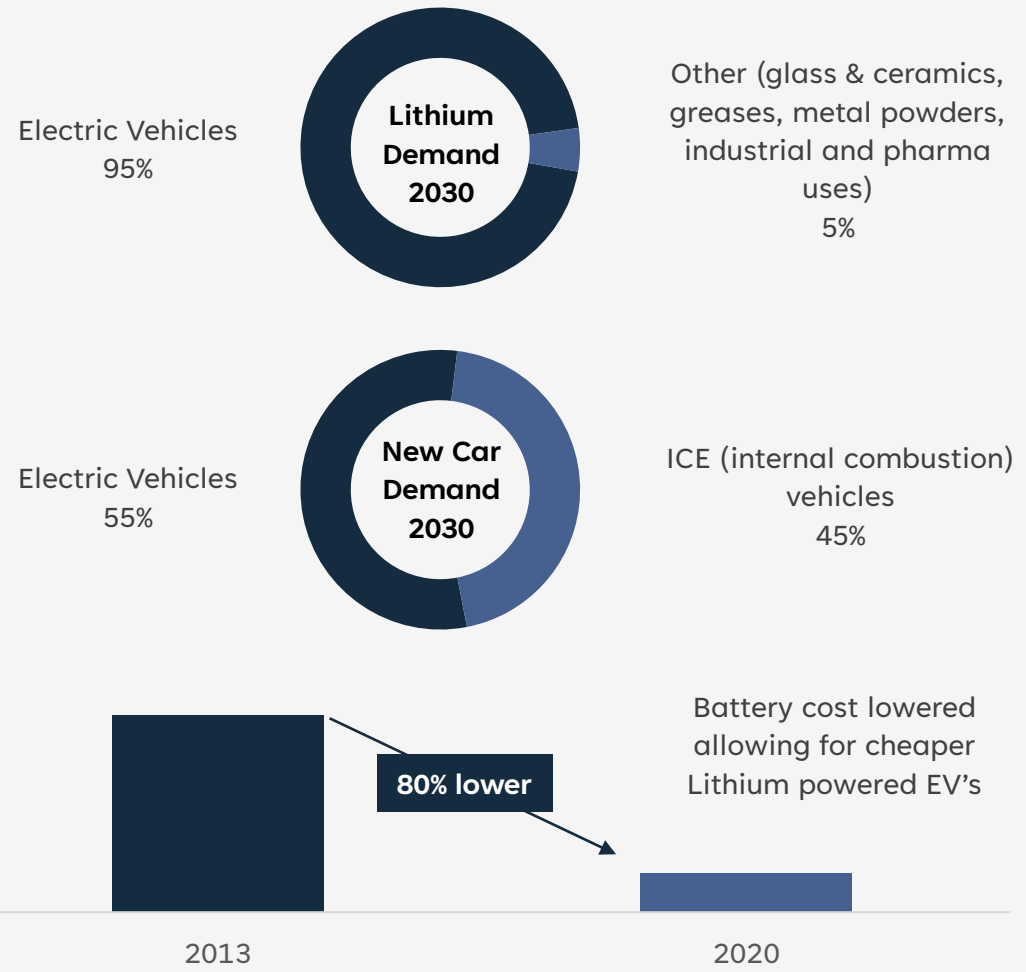 Electric Vehicles
95%
Lithium
Demand
2030
Other (glass & ceramics,
greases, metal powders,
industrial and pharma
uses)
5%
Electric Vehicles
55%
New Car
Demand
2030
ICE (internal combustion)
vehicles
45%
80% lower
Battery cost lowered
allowing for cheaper
Lithium powered EV’s
2013
2020